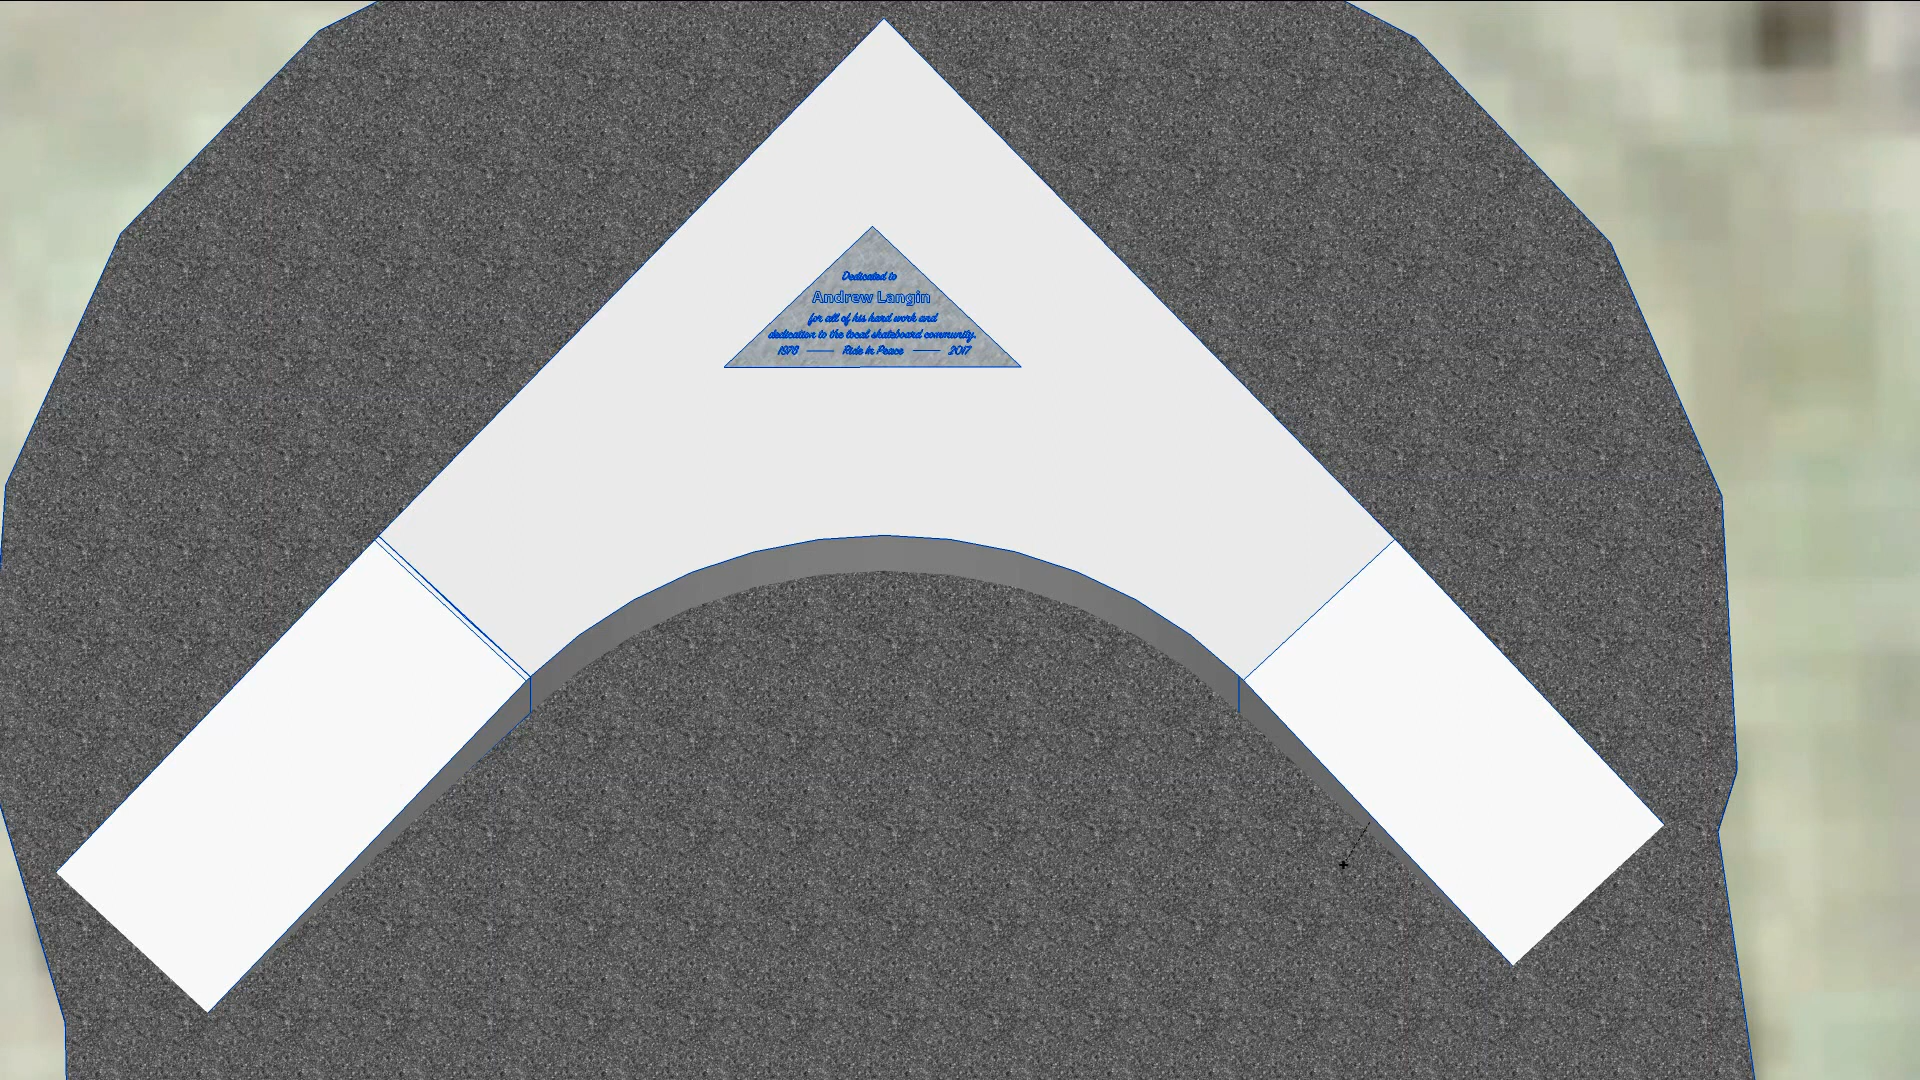 Dedicated to
Andrew Langin
for all of his hard work and
dedication to the local skateboard community.
1978 — Ride In Peace — 2017